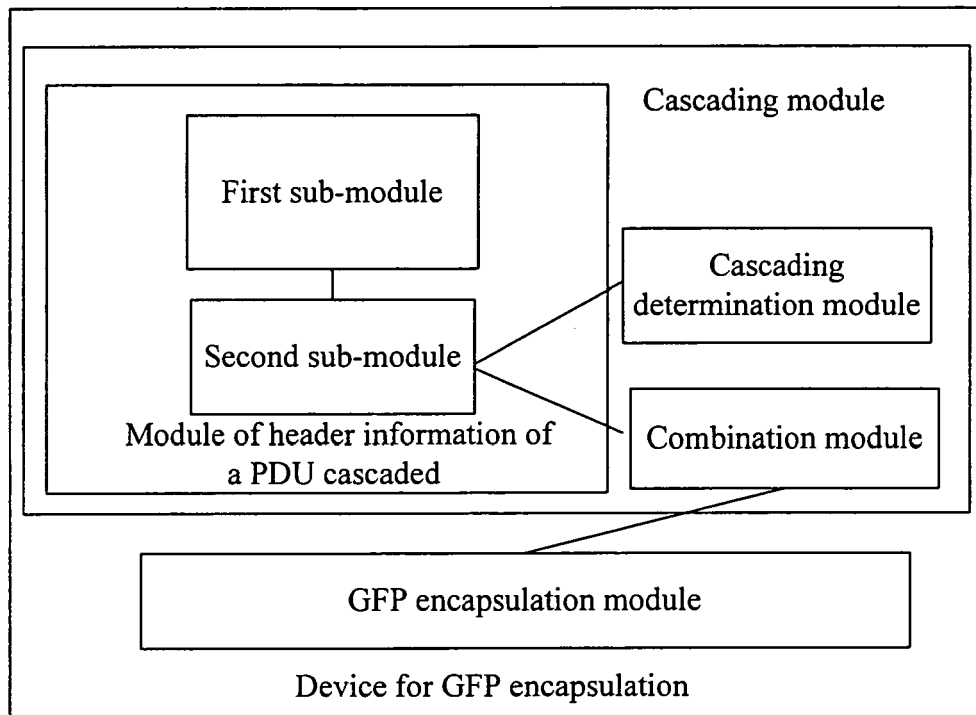 Cascading module
First sub-module
Cascading
determination module
Second sub-module
Combination module
Module of header information of
a PDU cascaded
GFP encapsulation module
Device for GFP encapsulation